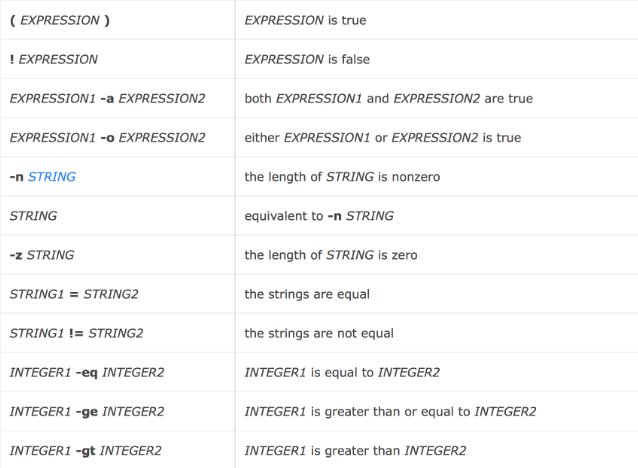 ( EXPRESSION ) EXPRESSION is true
! EXPRESSION EXPRESSION is false
EXPRESSION1 -a EXPRESSION2 both EXPRESSION1 and EXPRESSION2 are true
EXPRESSION1 -o EXPRESSION2 either EXPRESSION1 or EXPRESSION2 is true
-n STRING the length of STRING is nonzero
STRING equivalent to -n STRING
-z STRING the length of STRING is zero
STRING1 = STRING2 the strings are equal
STRING1 != STRING2 the strings are not equal
INTEGER1 -eq INTEGER2 INTEGER1 is equal to INTEGER2
INTEGER1 -ge INTEGER2 INTEGER1 is greater than or equal to INTEGER2
INTEGER1 -gt INTEGER2 INTEGER1 is greater than INTEGER2